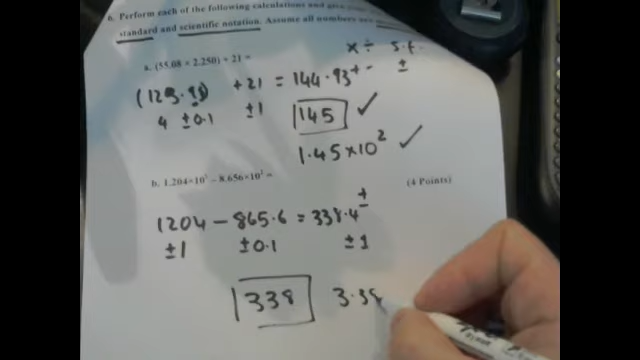 6. Perform each of the following calculations and give your
standard and scientific notation. Assume all numbers are
x ÷ s.f.
+ - ±
a. (55.08 × 2.250) + 21 =
(123.93) +21 = 144.93
4 ±0.1 ±1
145 ✓
1.45×10² ✓
b. 1.204×10³ − 8.656×10² = (4 Points)
1204 − 865.6 = 338.4 ±
±1 ±0.1 ±1
338 3.38